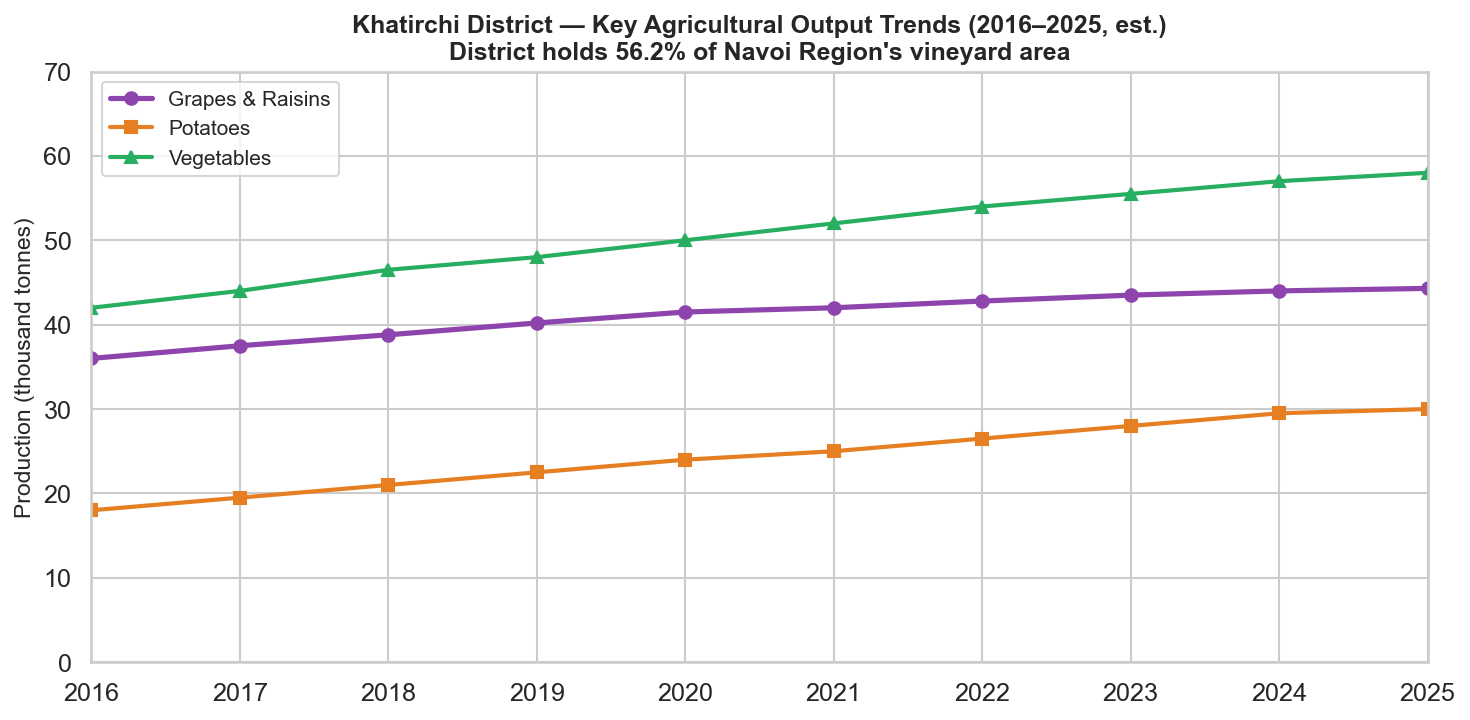 Khatirchi District — Key Agricultural Output Trends (2016–2025, est.)
District holds 56.2% of Navoi Region's vineyard area
Grapes & Raisins
Potatoes
Vegetables
Production (thousand tonnes)
70
60
50
40
30
20
10
0
2016 2017 2018 2019 2020 2021 2022 2023 2024 2025